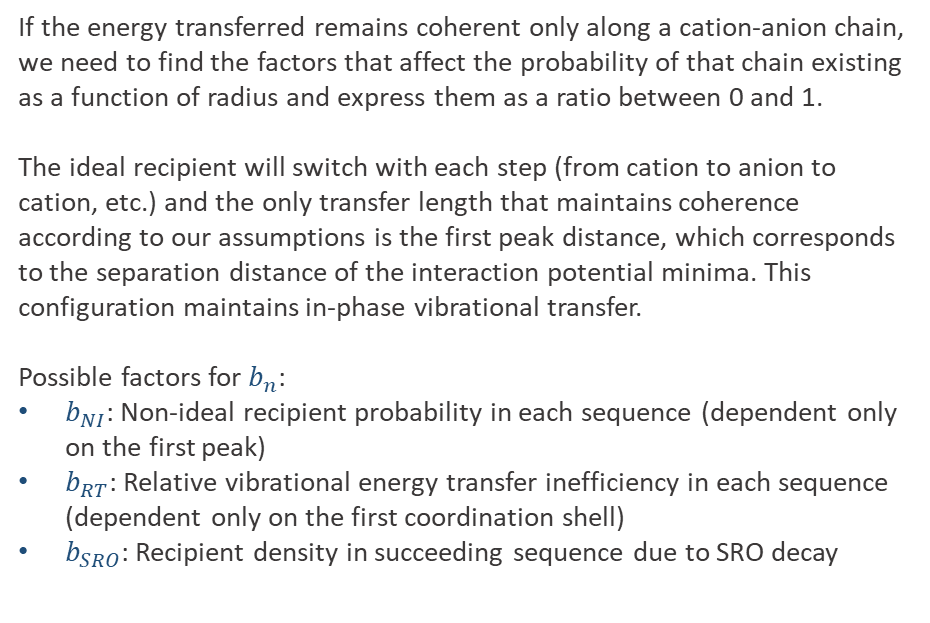 If the energy transferred remains coherent only along a cation-anion chain,
we need to find the factors that affect the probability of that chain existing
as a function of radius and express them as a ratio between 0 and 1.
The ideal recipient will switch with each step (from cation to anion to
cation, etc.) and the only transfer length that maintains coherence
according to our assumptions is the first peak distance, which corresponds
to the separation distance of the interaction potential minima. This
configuration maintains in-phase vibrational transfer.
Possible factors for $b_n$:
• $b_{NI}$: Non-ideal recipient probability in each sequence (dependent only
on the first peak)
• $b_{RT}$: Relative vibrational energy transfer inefficiency in each sequence
(dependent only on the first coordination shell)
• $b_{SRO}$: Recipient density in succeeding sequence due to SRO decay